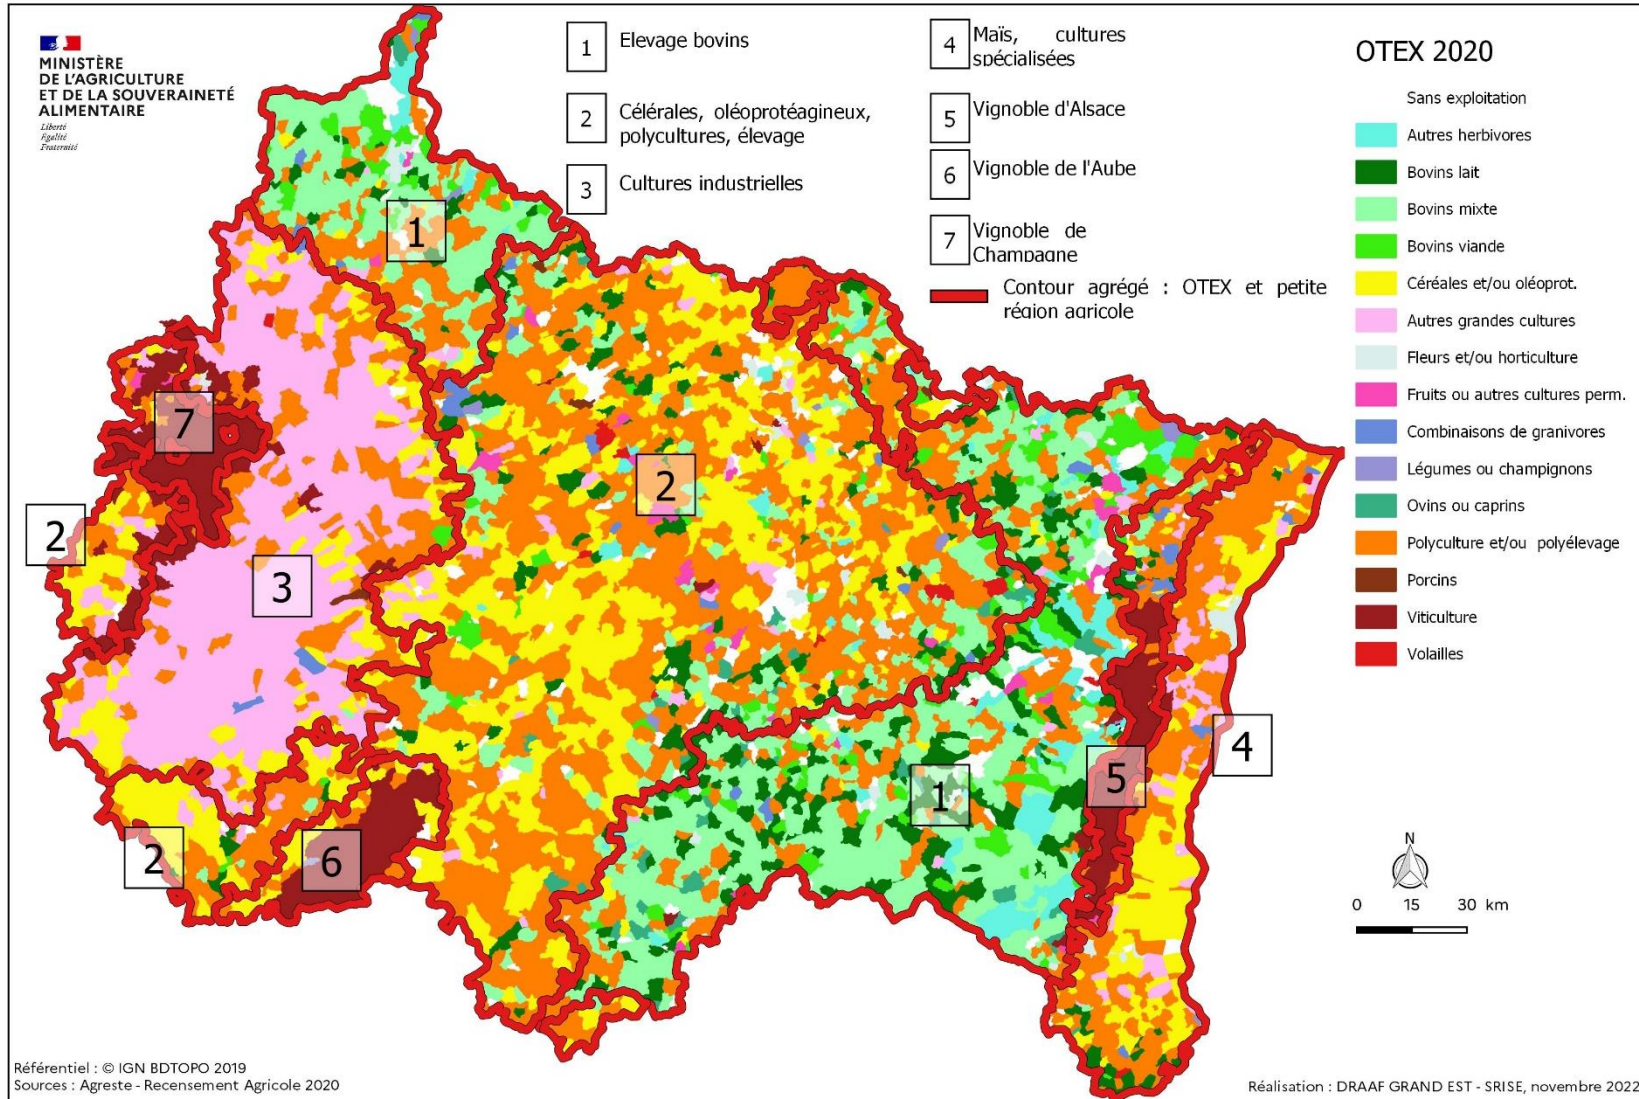 MINISTÈRE
DE L'AGRICULTURE
ET DE LA SOUVERAINETÉ
ALIMENTAIRE
Liberté
Égalité
Fraternité
1 Elevage bovins
2 Célérales, oléoprotéagineux,
polycultures, élevage
3 Cultures industrielles
4 Maïs, cultures
spécialisées
5 Vignoble d'Alsace
6 Vignoble de l'Aube
7 Vignoble de
Champagne
Contour agrégé : OTEX et petite
région agricole
OTEX 2020
Sans exploitation
Autres herbivores
Bovins lait
Bovins mixte
Bovins viande
Céréales et/ou oléoprot.
Autres grandes cultures
Fleurs et/ou horticulture
Fruits ou autres cultures perm.
Combinaisons de granivores
Légumes ou champignons
Ovins ou caprins
Polyculture et/ou polyélevage
Porcins
Viticulture
Volailles
1
7
2
2
3
4
5
1
2
6
N
0 15 30 km
Référentiel : © IGN BDTOPO 2019
Sources : Agreste - Recensement Agricole 2020
Réalisation : DRAAF GRAND EST - SRISE, novembre 2022